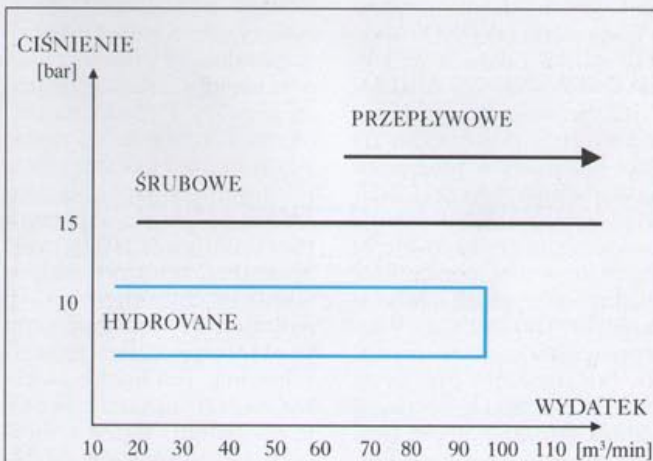 CIŚNIENIE
[bar]
PRZEPŁYWOWE
ŚRUBOWE
15
10
HYDROVANE
WYDATEK
10 20 30 40 50 60 70 80 90 100 110 [m³/min]